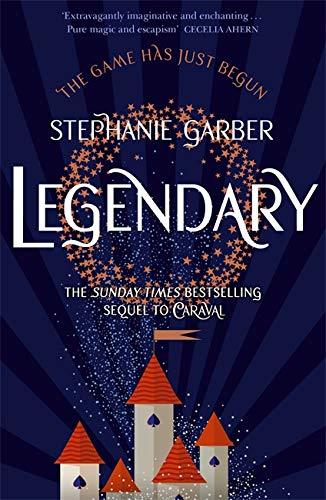 'Extravagantly imaginative and enchanting . . .
Pure magic and escapism' CECELIA AHERN
THE GAME HAS JUST BEGUN
STEPHANIE GARBER
LEGENDARY
THE SUNDAY TIMES BESTSELLING
SEQUEL TO CARAVAL